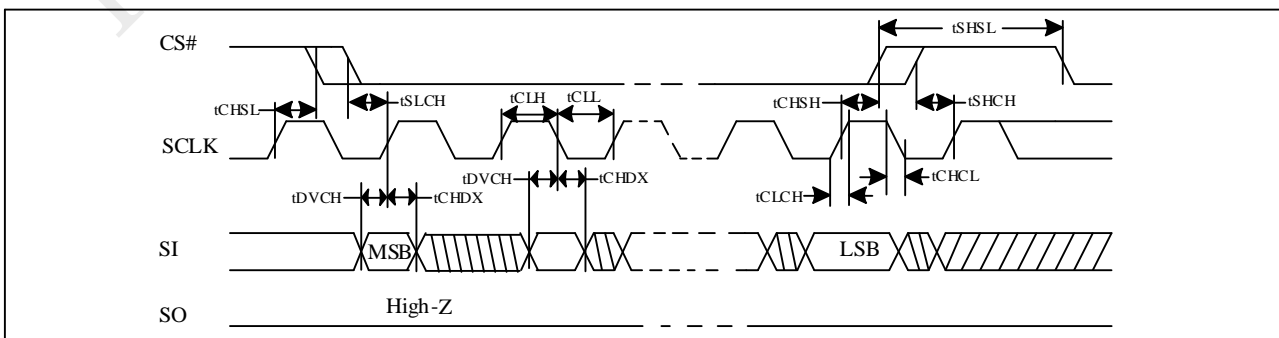 CS#
tSHSL
tCHSL
tSLCH
tCLH
tCLL
tCHSH
tSHCH
SCLK
tDVCH
tCHDX
tDVCH
tCHDX
tCLCH
tCHCL
SI
MSB
LSB
SO
High-Z